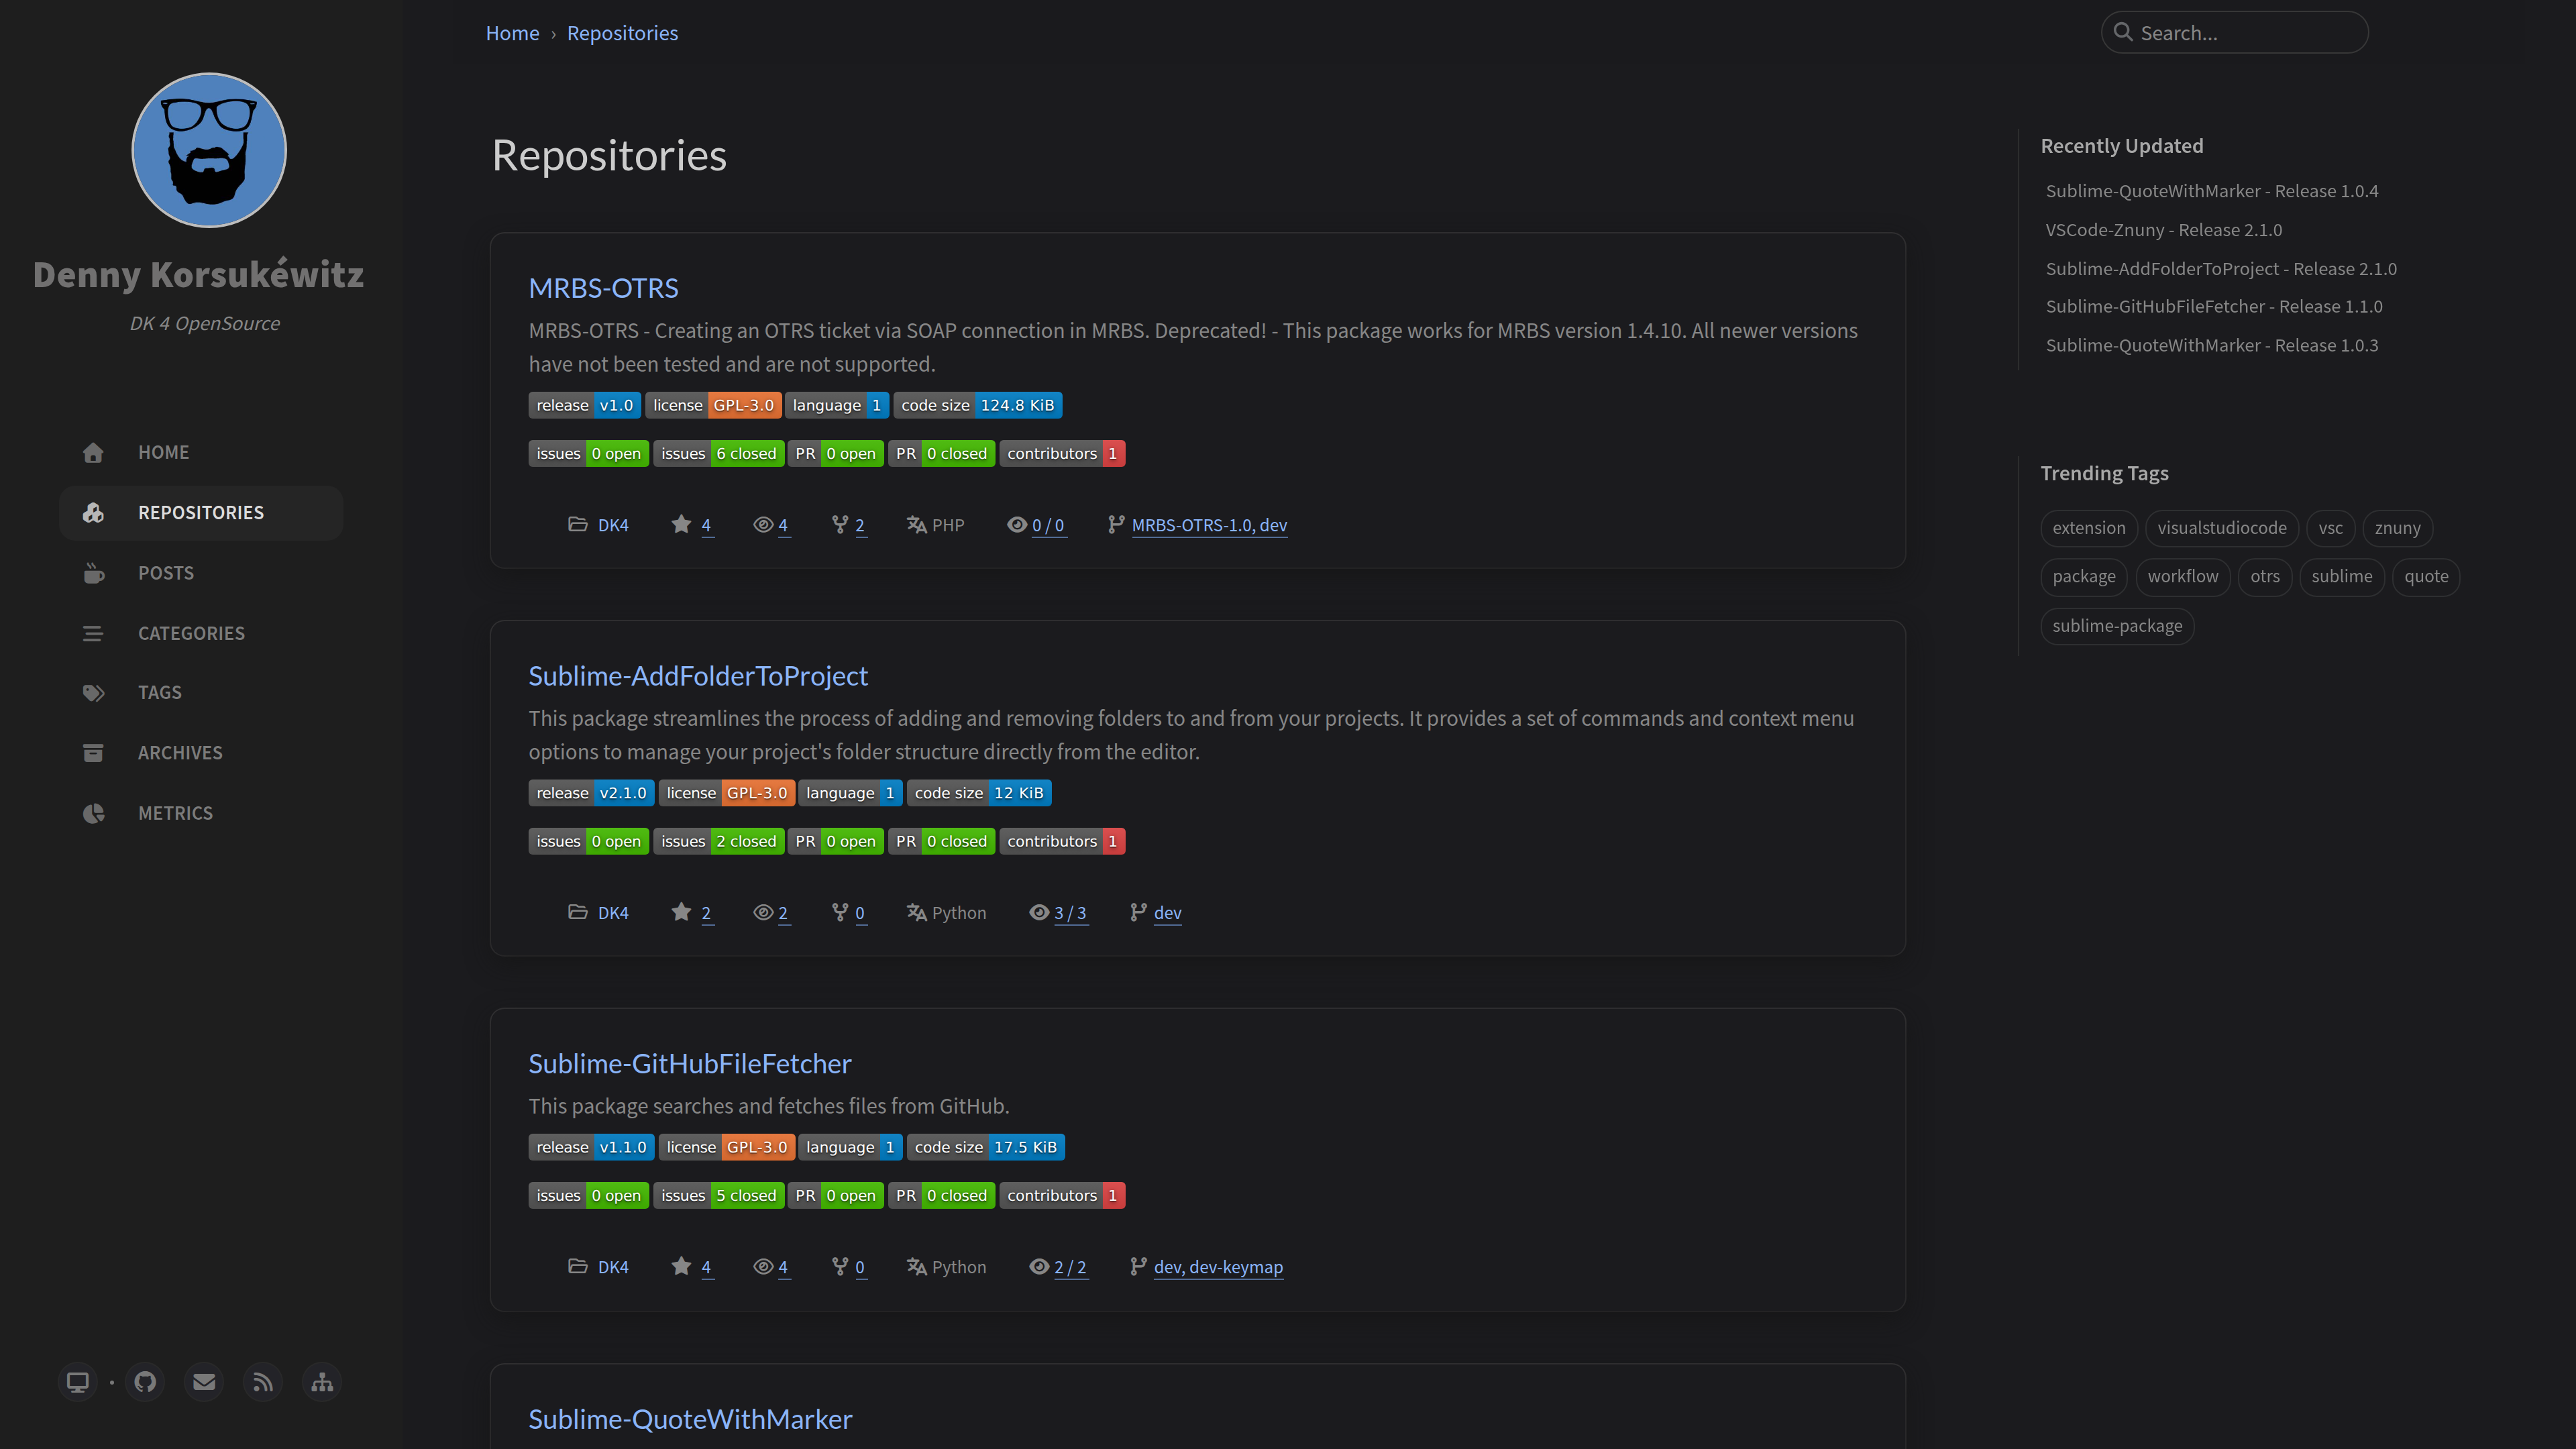 Denny Korsukéwitz
DK 4 OpenSource
HOME
REPOSITORIES
POSTS
CATEGORIES
TAGS
ARCHIVES
METRICS
Home › Repositories
Search...
Repositories
MRBS-OTRS
MRBS-OTRS - Creating an OTRS ticket via SOAP connection in MRBS. Deprecated! - This package works for MRBS version 1.4.10. All newer versions
have not been tested and are not supported.
release v1.0 license GPL-3.0 language 1 code size 124.8 KiB
issues 0 open issues 6 closed PR 0 open PR 0 closed contributors 1
DK4 4 4 2 PHP 0 / 0 MRBS-OTRS-1.0, dev
Sublime-AddFolderToProject
This package streamlines the process of adding and removing folders to and from your projects. It provides a set of commands and context menu
options to manage your project's folder structure directly from the editor.
release v2.1.0 license GPL-3.0 language 1 code size 12 KiB
issues 0 open issues 2 closed PR 0 open PR 0 closed contributors 1
DK4 2 2 0 Python 3 / 3 dev
Sublime-GitHubFileFetcher
This package searches and fetches files from GitHub.
release v1.1.0 license GPL-3.0 language 1 code size 17.5 KiB
issues 0 open issues 5 closed PR 0 open PR 0 closed contributors 1
DK4 4 4 0 Python 2 / 2 dev, dev-keymap
Sublime-QuoteWithMarker
Recently Updated
Sublime-QuoteWithMarker - Release 1.0.4
VSCode-Znuny - Release 2.1.0
Sublime-AddFolderToProject - Release 2.1.0
Sublime-GitHubFileFetcher - Release 1.1.0
Sublime-QuoteWithMarker - Release 1.0.3
Trending Tags
extension visualstudiocode vsc znuny
package workflow otrs sublime quote
sublime-package